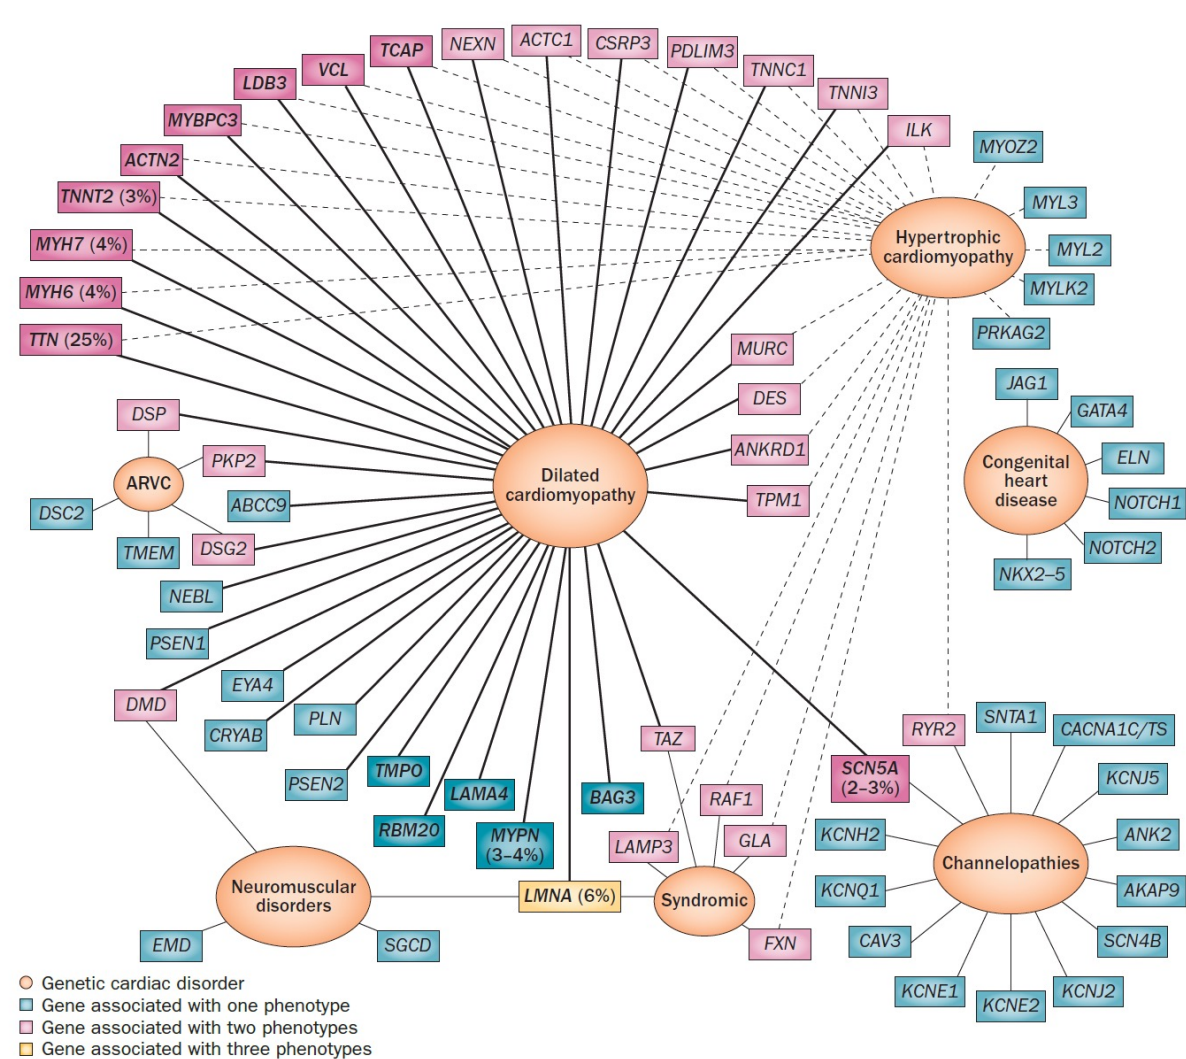 TCAP
NEXN
ACTC1
CSRP3
PDLIM3
VCL
TNNC1
LDB3
TNNI3
MYBPC3
ILK
ACTN2
MYOZ2
TNNT2 (3%)
MYL3
MYH7 (4%)
Hypertrophic
cardiomyopathy
MYL2
MYH6 (4%)
MYLK2
TTN (25%)
PRKAG2
MURC
JAG1
DES
GATA4
DSP
ANKRD1
ELN
PKP2
ARVC
Dilated
cardiomyopathy
Congenital
heart
disease
TPM1
NOTCH1
ABCC9
DSC2
TMEM
DSG2
NOTCH2
NKX2–5
NEBL
PSEN1
EYA4
DMD
PLN
CRYAB
TAZ
RYR2
SNTA1
CACNA1C/TS
TMPO
PSEN2
LAMA4
BAG3
RAF1
SCN5A
(2–3%)
KCNJ5
RBM20
MYPN
(3–4%)
LAMP3
GLA
KCNH2
ANK2
Channelopathies
Neuromuscular
disorders
LMNA (6%)
Syndromic
KCNQ1
AKAP9
EMD
SGCD
FXN
CAV3
SCN4B
KCNE1
KCNE2
KCNJ2
Genetic cardiac disorder
Gene associated with one phenotype
Gene associated with two phenotypes
Gene associated with three phenotypes